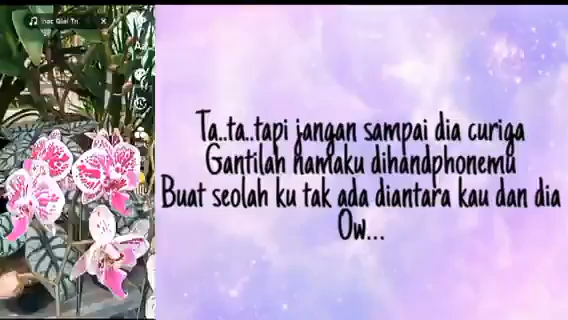 Ta..ta..tapi jangan sampai dia curiga
Gantilah namaku dihandphonemu
Buat seolah ku tak ada diantara kau dan dia
Ow...